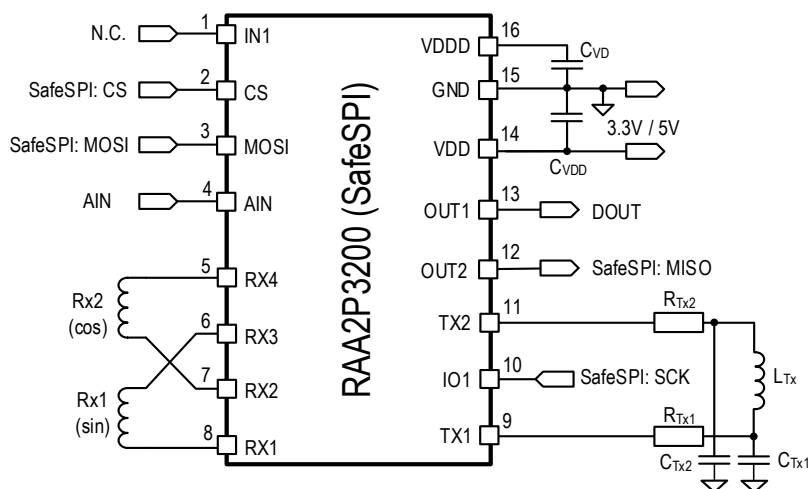 N.C. 1 IN1
SafeSPI: CS 2 CS
SafeSPI: MOSI 3 MOSI
AIN 4 AIN
5 RX4
Rx2
(cos)
6 RX3
7 RX2
Rx1
(sin)
8 RX1
RAA2P3200 (SafeSPI)
VDDD 16 CVD
GND 15
3.3V / 5V
VDD 14
CVDD
OUT1 13 DOUT
OUT2 12 SafeSPI: MISO
TX2 11 RTx2
IO1 10 SafeSPI: SCK
LTx
TX1 9 RTx1
CTx2 CTx1